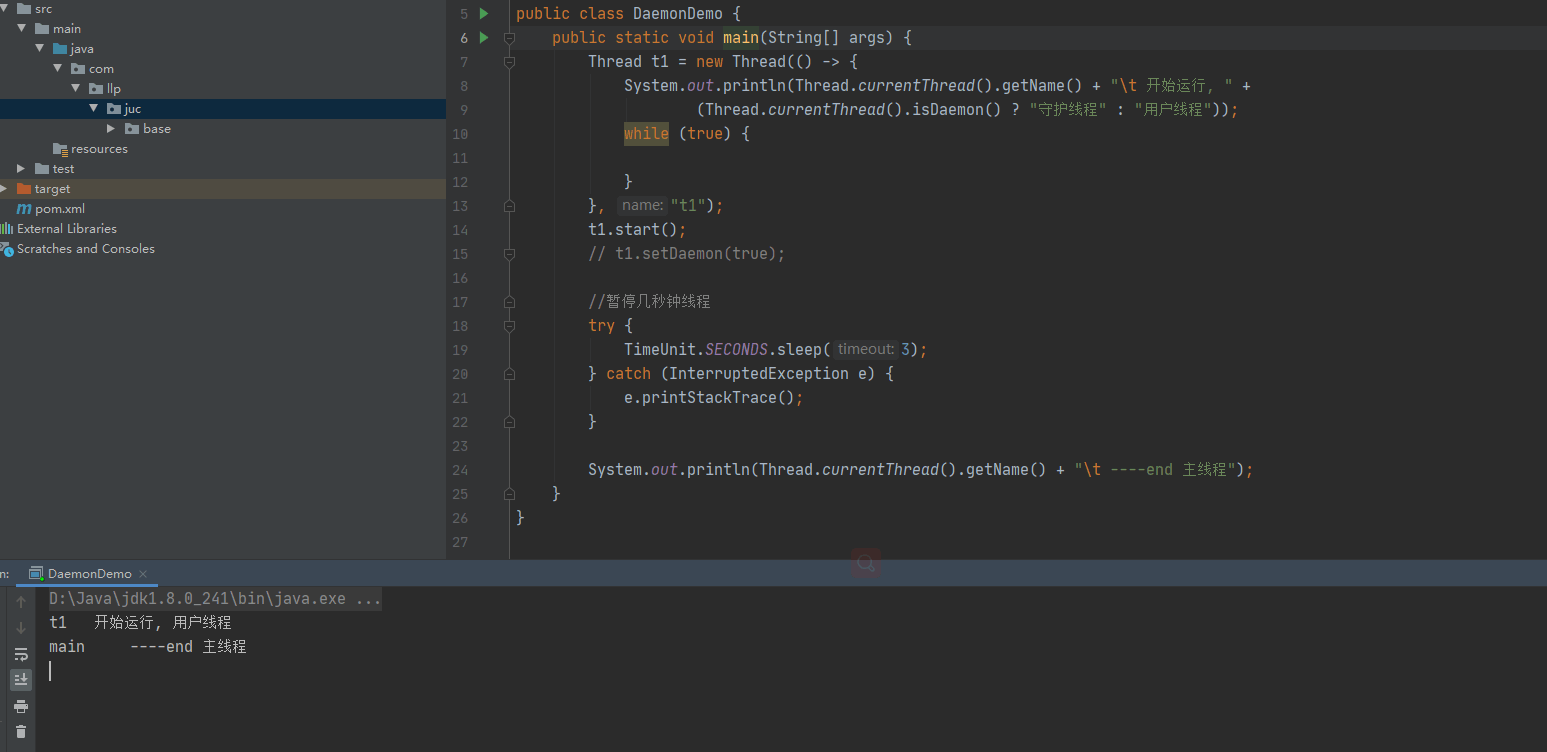 src
main
java
com
llp
juc
base
resources
test
target
pom.xml
External Libraries
Scratches and Consoles
5 public class DaemonDemo {
6 public static void main(String[] args) {
7 Thread t1 = new Thread(() -> {
8 System.out.println(Thread.currentThread().getName() + "\t 开始运行, " +
9 (Thread.currentThread().isDaemon() ? "守护线程" : "用户线程"));
10 while (true) {
11
12 }
13 }, name: "t1");
14 t1.start();
15 // t1.setDaemon(true);
16
17 //暂停几秒钟线程
18 try {
19 TimeUnit.SECONDS.sleep( timeout: 3);
20 } catch (InterruptedException e) {
21 e.printStackTrace();
22 }
23
24 System.out.println(Thread.currentThread().getName() + "\t ----end 主线程");
25 }
26 }
27
n: DaemonDemo
D:\Java\jdk1.8.0_241\bin\java.exe ...
t1 开始运行, 用户线程
main ----end 主线程